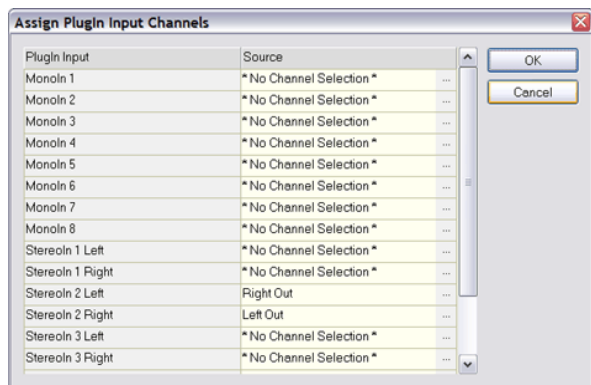 Assign PlugIn Input Channels
PlugIn Input Source
MonoIn 1 * No Channel Selection * ...
MonoIn 2 * No Channel Selection * ...
MonoIn 3 * No Channel Selection * ...
MonoIn 4 * No Channel Selection * ...
MonoIn 5 * No Channel Selection * ...
MonoIn 6 * No Channel Selection * ...
MonoIn 7 * No Channel Selection * ...
MonoIn 8 * No Channel Selection * ...
StereoIn 1 Left * No Channel Selection * ...
StereoIn 1 Right * No Channel Selection * ...
StereoIn 2 Left Right Out ...
StereoIn 2 Right Left Out ...
StereoIn 3 Left * No Channel Selection * ...
StereoIn 3 Right * No Channel Selection * ...
OK
Cancel